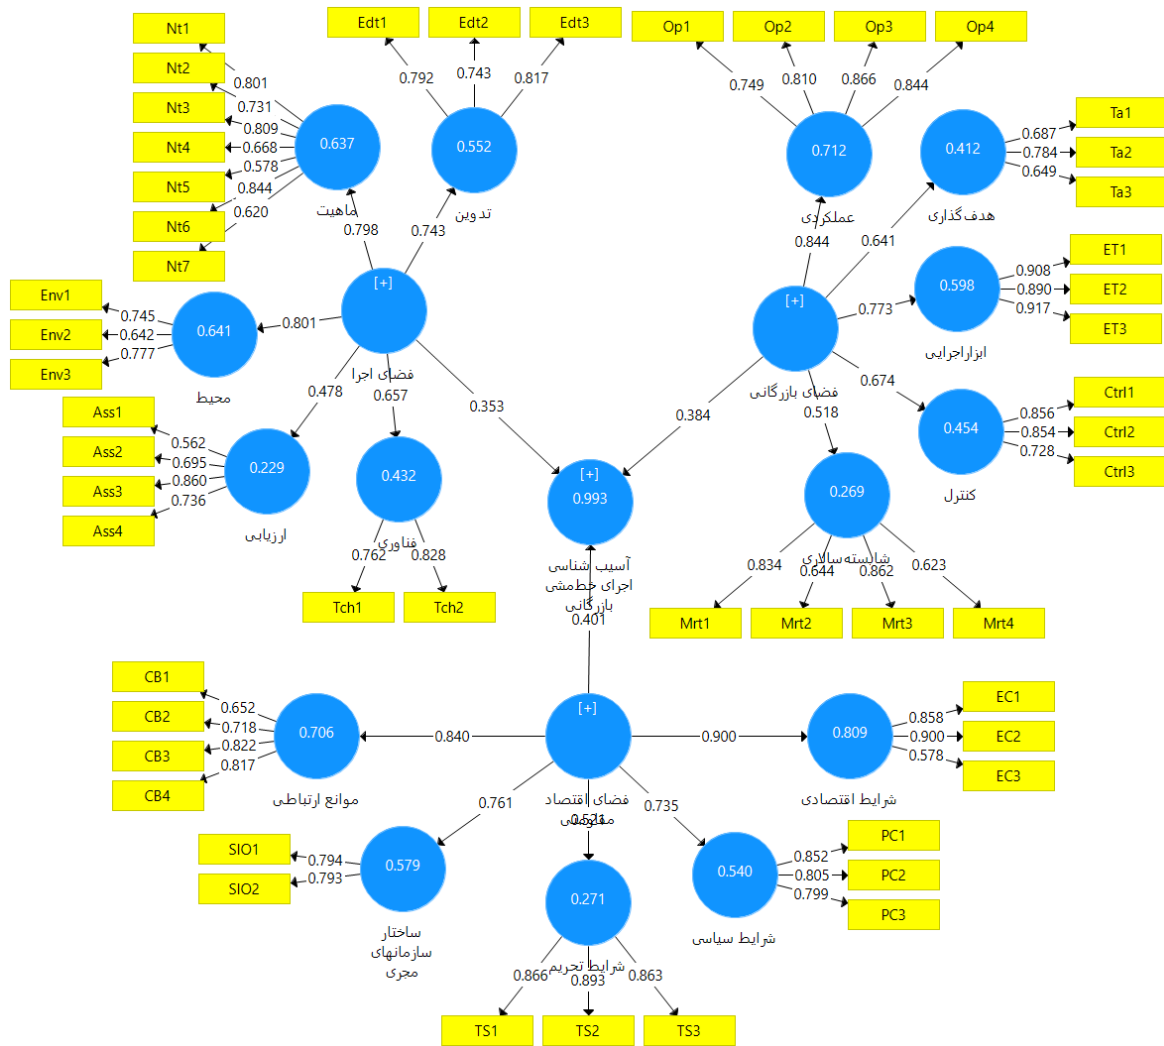 Nt1
Nt2
Nt3
Nt4
Nt5
Nt6
Nt7
0.801
0.731
0.809
0.668
0.578
0.844
0.620
0.637
ماهیت
Edt1
Edt2
Edt3
0.792
0.743
0.817
0.552
تدوین
0.798
0.743
[+]
فضای اجرا
Env1
Env2
Env3
0.745
0.642
0.777
0.641
محیط
0.801
Ass1
Ass2
Ass3
Ass4
0.562
0.695
0.860
0.736
0.229
ارزیابی
0.478
0.657
0.432
فناوری
0.762
0.828
Tch1
Tch2
0.353
Op1
Op2
Op3
Op4
0.749
0.810
0.866
0.844
0.712
عملکردی
0.844
Ta1
Ta2
Ta3
0.687
0.784
0.649
0.412
هدف‌گذاری
0.641
ET1
ET2
ET3
0.908
0.890
0.917
0.598
ابزاراجرایی
0.773
[+]
فضای بازرگانی
Ctrl1
Ctrl2
Ctrl3
0.856
0.854
0.728
0.454
کنترل
0.674
0.518
0.269
شایسته‌سالاری
0.834
0.644
0.862
0.623
Mrt1
Mrt2
Mrt3
Mrt4
0.384
[+]
0.993
آسیب شناسی
اجرای خط‌مشی
بازرگانی
0.401
[+]
فضای اقتصاد
مقاومتی
CB1
CB2
CB3
CB4
0.652
0.718
0.822
0.817
0.706
موانع ارتباطی
0.840
EC1
EC2
EC3
0.858
0.900
0.578
0.809
شرایط اقتصادی
0.900
SIO1
SIO2
0.794
0.793
0.579
ساختار
سازمانهای
مجری
0.761
0.521
0.271
شرایط تحریم
0.866
0.893
0.863
TS1
TS2
TS3
0.735
0.540
شرایط سیاسی
PC1
PC2
PC3
0.852
0.805
0.799